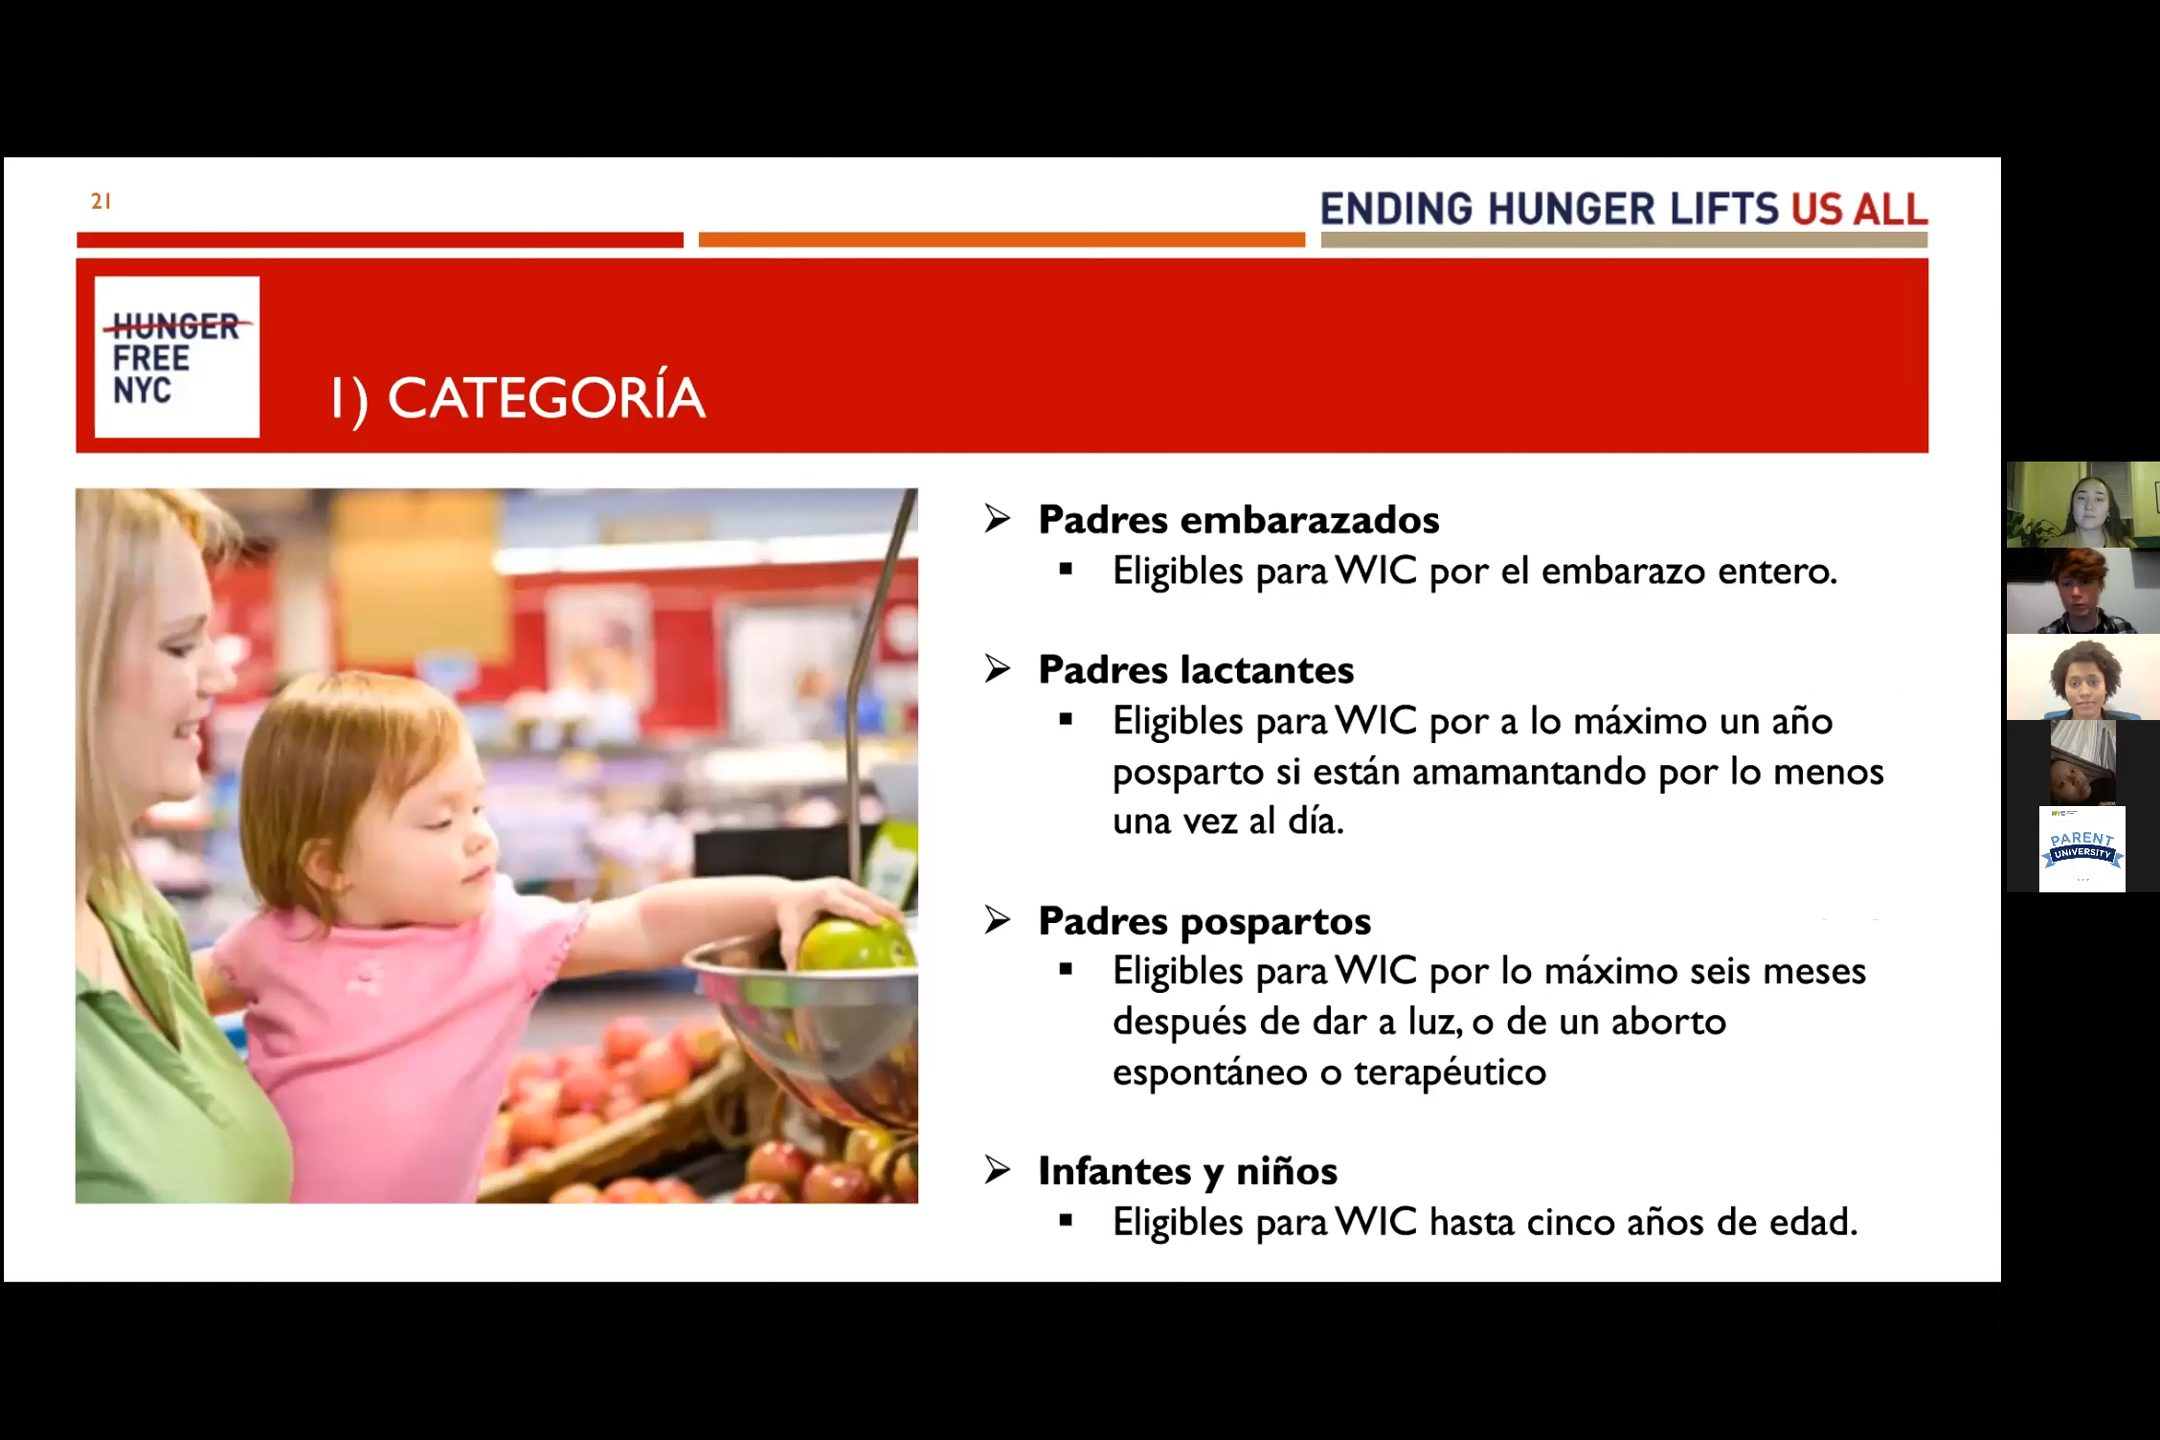 21
ENDING HUNGER LIFTS US ALL
HUNGER
FREE
NYC
1) CATEGORÍA
Padres embarazados
Eligibles para WIC por el embarazo entero.
Padres lactantes
Eligibles para WIC por a lo máximo un año
posparto si están amamantando por lo menos
una vez al día.
Padres pospartos
Eligibles para WIC por lo máximo seis meses
después de dar a luz, o de un aborto
espontáneo o terapéutico
Infantes y niños
Eligibles para WIC hasta cinco años de edad.
PARENT
UNIVERSITY